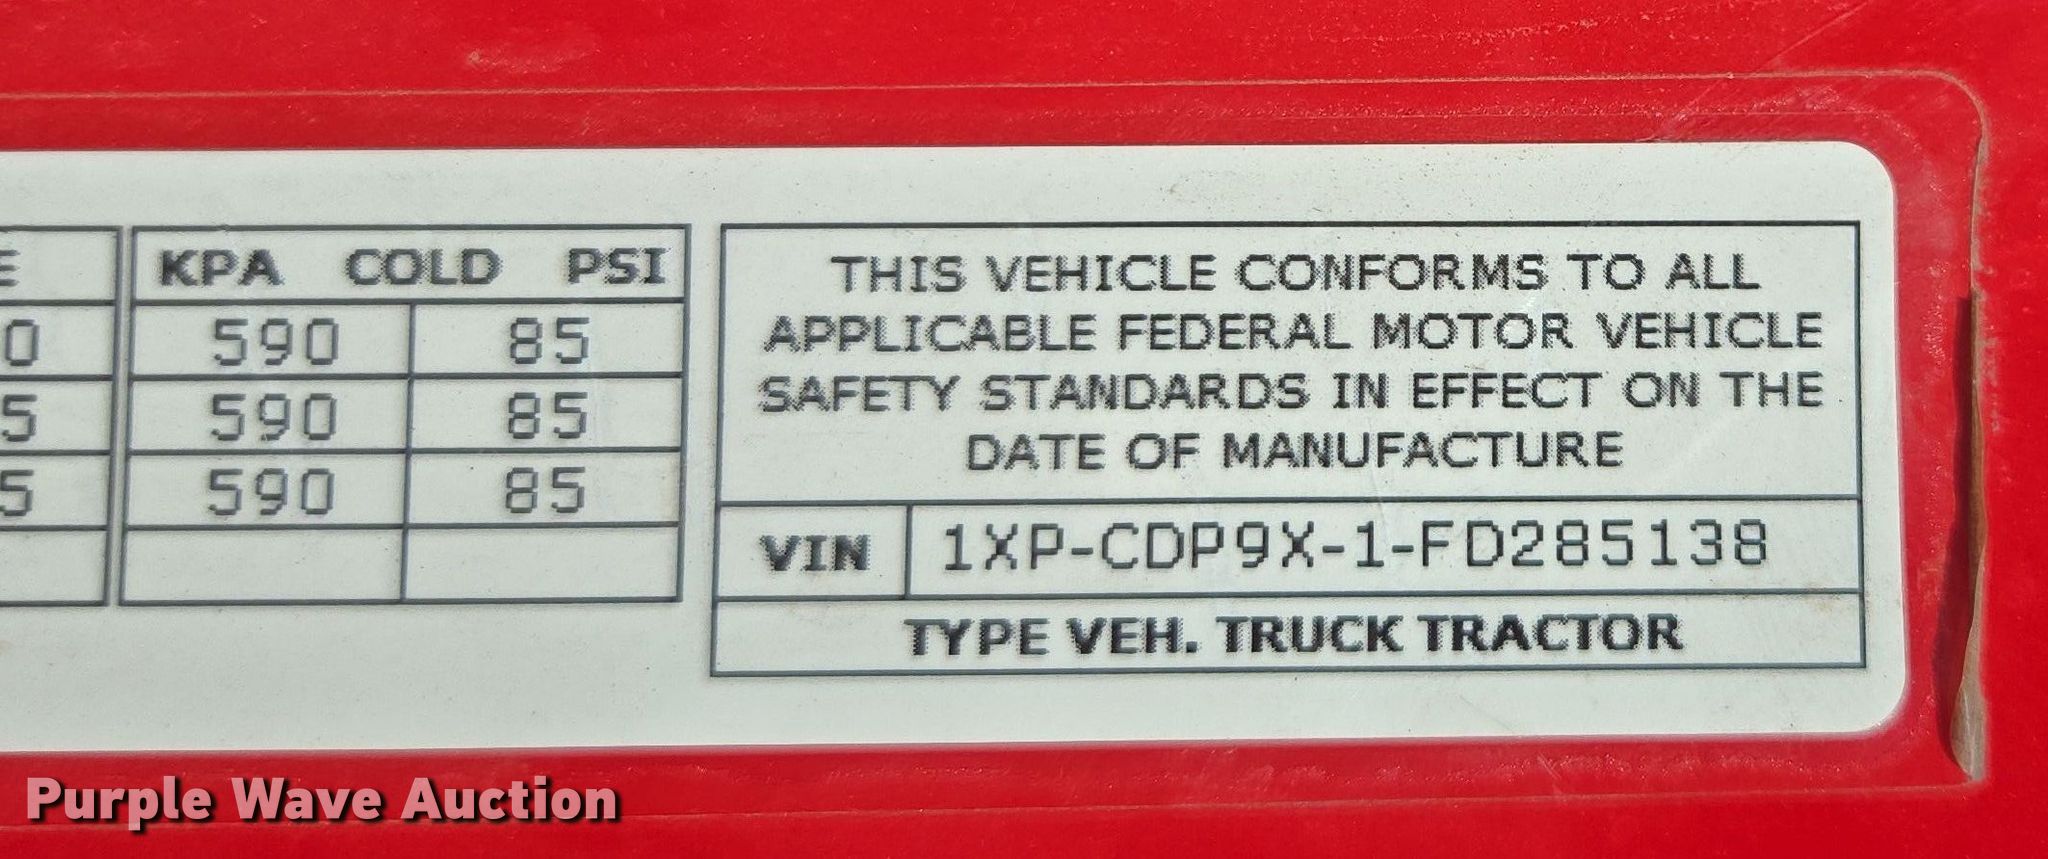 E
0
5
5
KPA COLD PSI
590 85
590 85
590 85
THIS VEHICLE CONFORMS TO ALL
APPLICABLE FEDERAL MOTOR VEHICLE
SAFETY STANDARDS IN EFFECT ON THE
DATE OF MANUFACTURE
VIN 1XP-CDP9X-1-FD285138
TYPE VEH. TRUCK TRACTOR
Purple Wave Auction